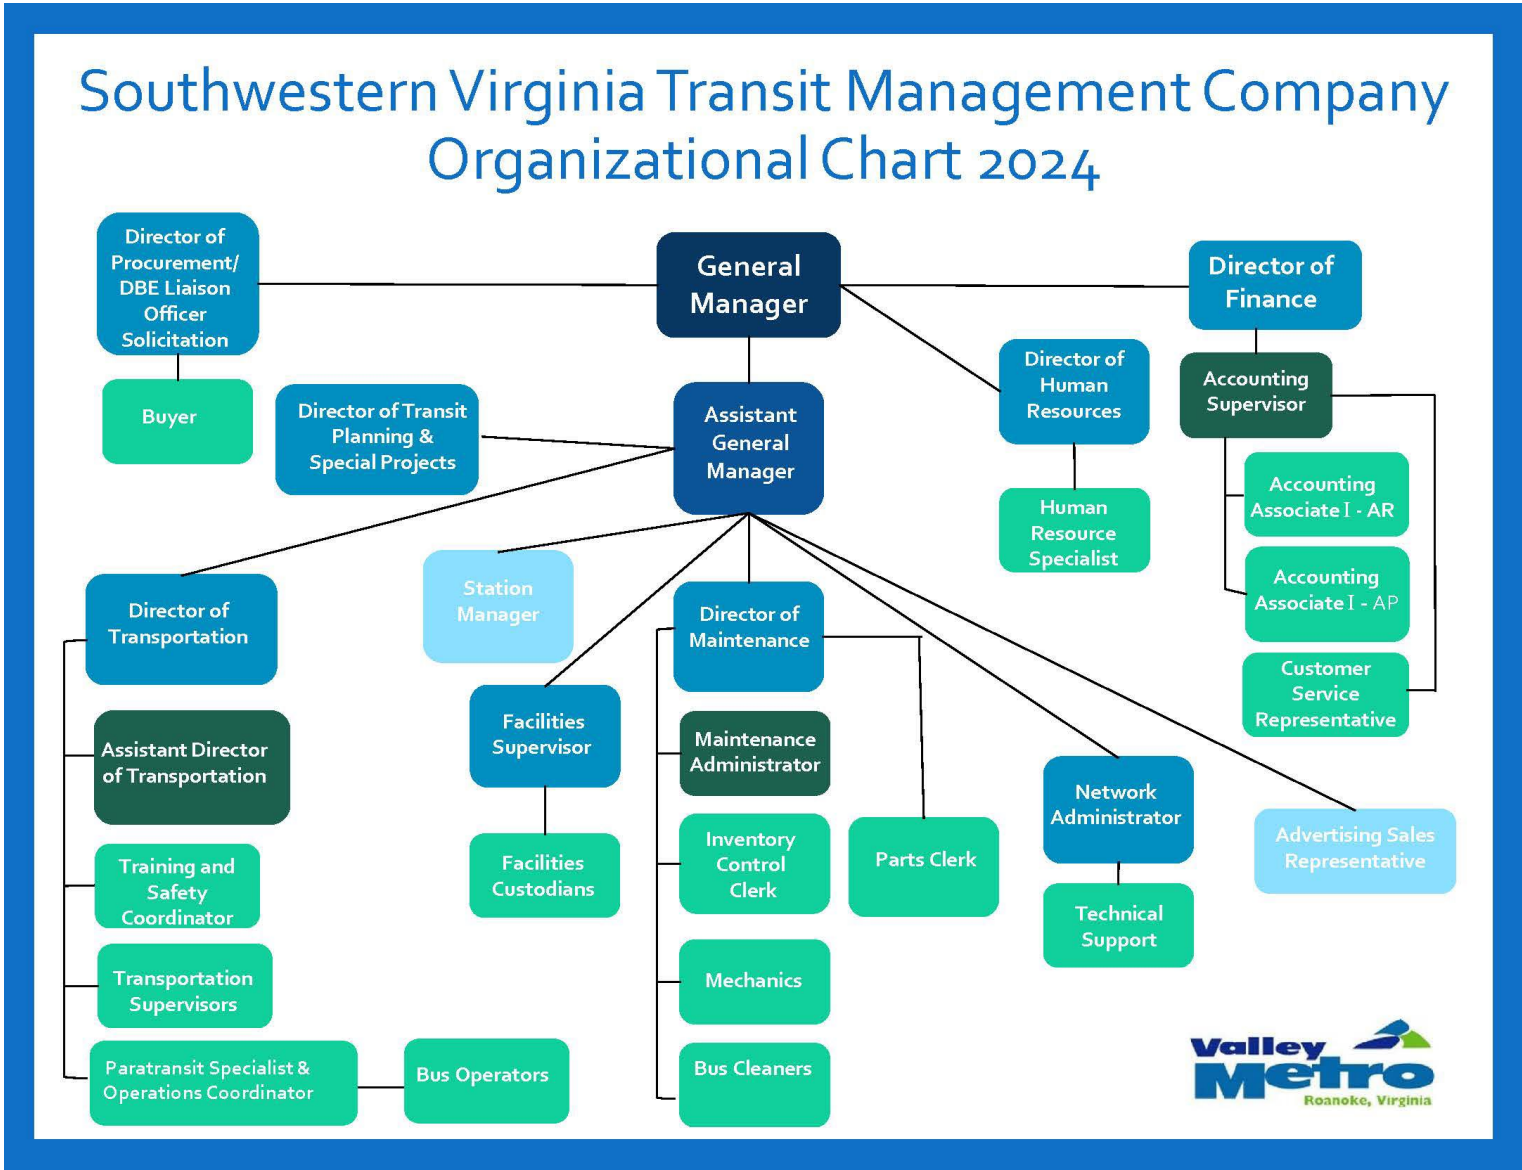 Southwestern Virginia Transit Management Company
Organizational Chart 2024
Director of
Procurement/
DBE Liaison
Officer
Solicitation
General
Manager
Director of
Finance
Buyer
Director of Transit
Planning &
Special Projects
Assistant
General
Manager
Director of
Human
Resources
Accounting
Supervisor
Human
Resource
Specialist
Accounting
Associate I - AR
Accounting
Associate I - AP
Customer
Service
Representative
Director of
Transportation
Station
Manager
Director of
Maintenance
Assistant Director
of Transportation
Facilities
Supervisor
Maintenance
Administrator
Network
Administrator
Advertising Sales
Representative
Training and
Safety
Coordinator
Facilities
Custodians
Inventory
Control
Clerk
Parts Clerk
Technical
Support
Transportation
Supervisors
Mechanics
Paratransit Specialist &
Operations Coordinator
Bus Operators
Bus Cleaners
Valley
Metro
Roanoke, Virginia